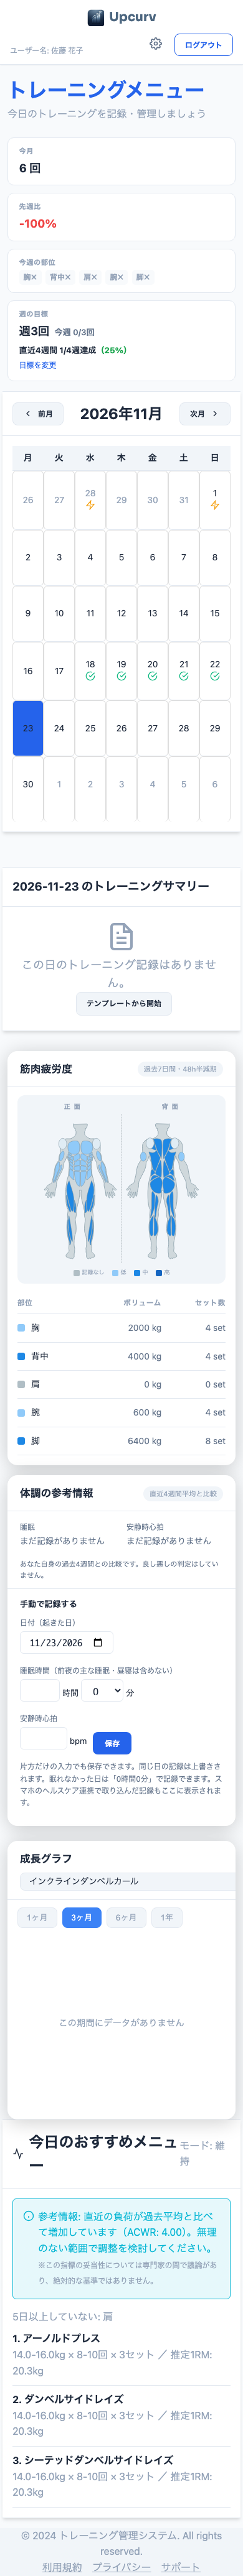 Upcurv
ユーザー名: 佐藤 花子
ログアウト
トレーニングメニュー
今日のトレーニングを記録・管理しましょう
今月
6 回
先週比
-100%
今週の部位
胸✕ 背中✕ 肩✕ 腕✕ 脚✕
週の目標
週3回 今週 0/3回
直近4週間 1/4週達成（25%）
目標を変更
前月 2026年11月 次月
月 火 水 木 金 土 日
26 27 28 29 30 31 1
2 3 4 5 6 7 8
9 10 11 12 13 14 15
16 17 18 19 20 21 22
23 24 25 26 27 28 29
30 1 2 3 4 5 6
2026-11-23 のトレーニングサマリー
この日のトレーニング記録はありませ
ん。
テンプレートから開始
筋肉疲労度 過去7日間・48h半減期
正面 背面
記録なし 低 中 高
部位 ボリューム セット数
胸 2000 kg 4 set
背中 4000 kg 4 set
肩 0 kg 0 set
腕 600 kg 4 set
脚 6400 kg 8 set
体調の参考情報 直近4週間平均と比較
睡眠 安静時心拍
まだ記録がありません まだ記録がありません
あなた自身の過去4週間との比較です。良し悪しの判定はしてい
ません。
手動で記録する
日付（起きた日）
11/23/2026
睡眠時間（前夜の主な睡眠・昼寝は含めない）
時間 0 分
安静時心拍
bpm 保存
片方だけの入力でも保存できます。同じ日の記録は上書きさ
れます。眠れなかった日は「0時間0分」で記録できます。ス
マホのヘルスケア連携で取り込んだ記録もここに表示されま
す。
成長グラフ
インクラインダンベルカール
1ヶ月 3ヶ月 6ヶ月 1年
この期間にデータがありません
今日のおすすめメニュ
ー
モード: 維
持
参考情報: 直近の負荷が過去平均と比べ
て増加しています（ACWR: 4.00）。無理
のない範囲で調整を検討してください。
※この指標の妥当性については専門家の間で議論があ
り、絶対的な基準ではありません。
5日以上していない: 肩
1. アーノルドプレス
14.0-16.0kg × 8-10回 × 3セット ／ 推定1RM:
20.3kg
2. ダンベルサイドレイズ
14.0-16.0kg × 8-10回 × 3セット ／ 推定1RM:
20.3kg
3. シーテッドダンベルサイドレイズ
14.0-16.0kg × 8-10回 × 3セット ／ 推定1RM:
20.3kg
© 2024 トレーニング管理システム. All rights
reserved.
利用規約 プライバシー サポート